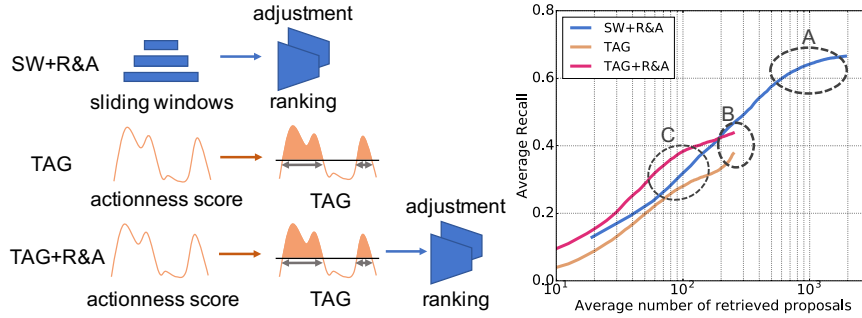 adjustment
SW+R&A
sliding windows
ranking
TAG
actionness score
TAG
adjustment
TAG+R&A
actionness score
TAG
ranking
Average Recall
0.8
0.6
0.4
0.2
0.0
SW+R&A
TAG
TAG+R&A
A
B
C
10^1
10^2
10^3
Average number of retrieved proposals